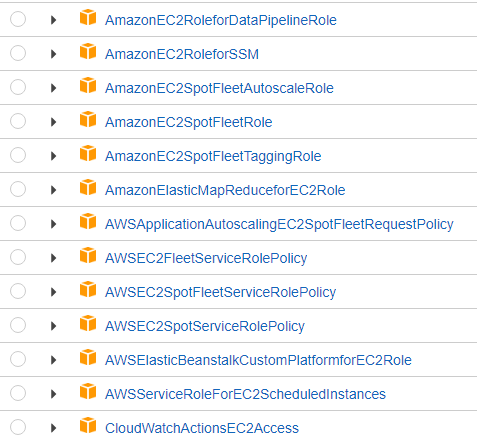 AmazonEC2RoleforDataPipelineRole
AmazonEC2RoleforSSM
AmazonEC2SpotFleetAutoscaleRole
AmazonEC2SpotFleetRole
AmazonEC2SpotFleetTaggingRole
AmazonElasticMapReduceforEC2Role
AWSApplicationAutoscalingEC2SpotFleetRequestPolicy
AWSEC2FleetServiceRolePolicy
AWSEC2SpotFleetServiceRolePolicy
AWSEC2SpotServiceRolePolicy
AWSElasticBeanstalkCustomPlatformforEC2Role
AWSServiceRoleForEC2ScheduledInstances
CloudWatchActionsEC2Access